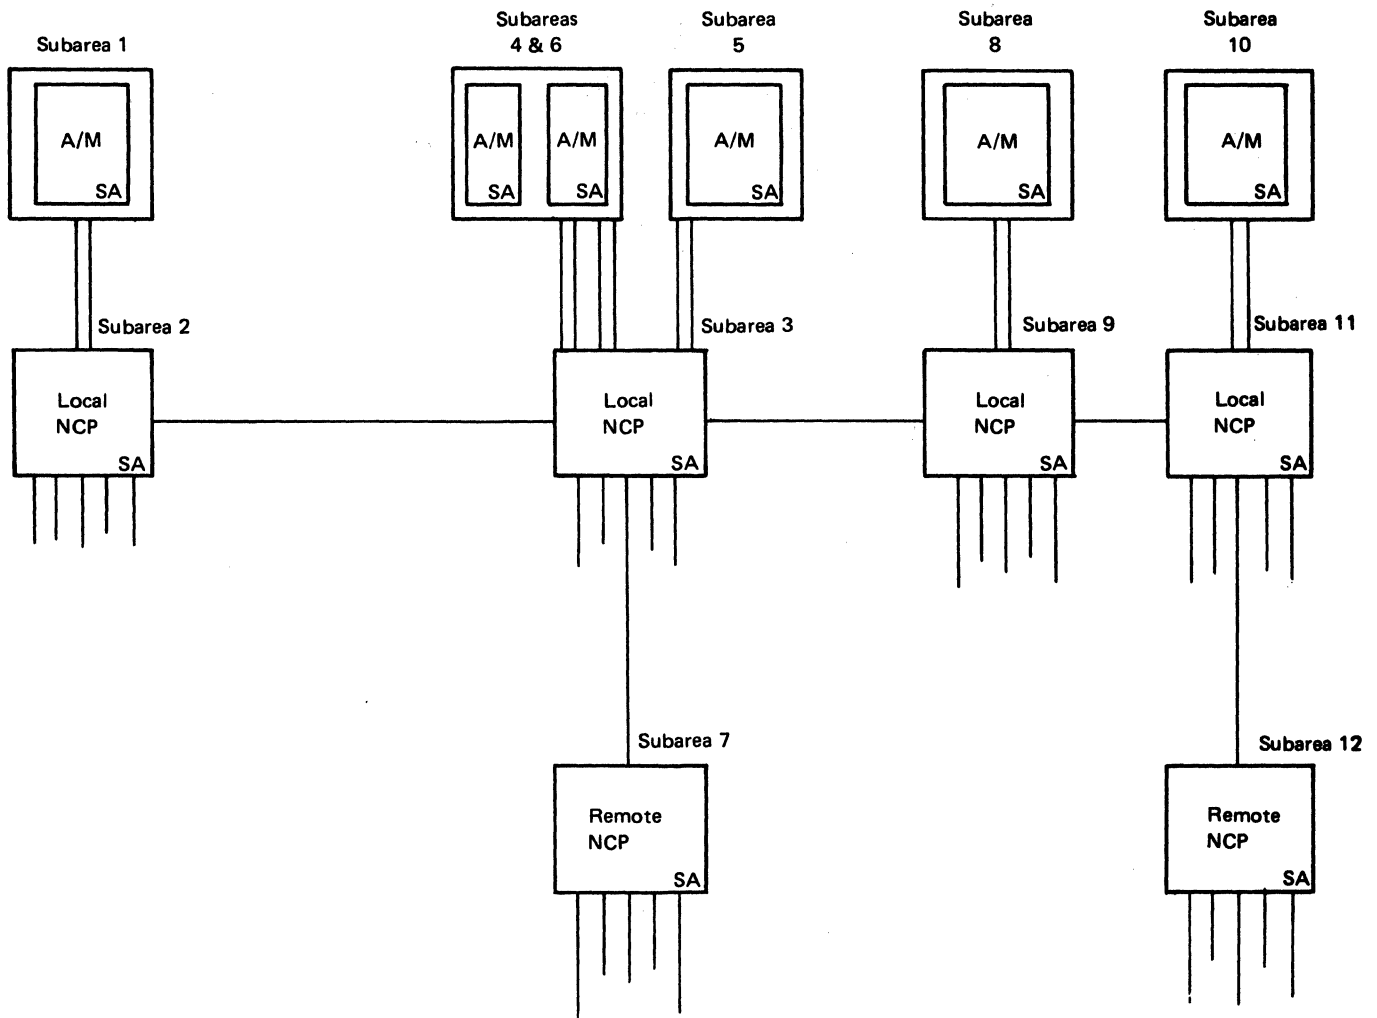 Subarea 1
Subareas
4 & 6
Subarea
5
Subarea
8
Subarea
10
A/M
SA
A/M
SA
A/M
SA
A/M
SA
A/M
SA
A/M
SA
Subarea 2
Subarea 3
Subarea 9
Subarea 11
Local
NCP
SA
Local
NCP
SA
Local
NCP
SA
Local
NCP
SA
Subarea 7
Subarea 12
Remote
NCP
SA
Remote
NCP
SA